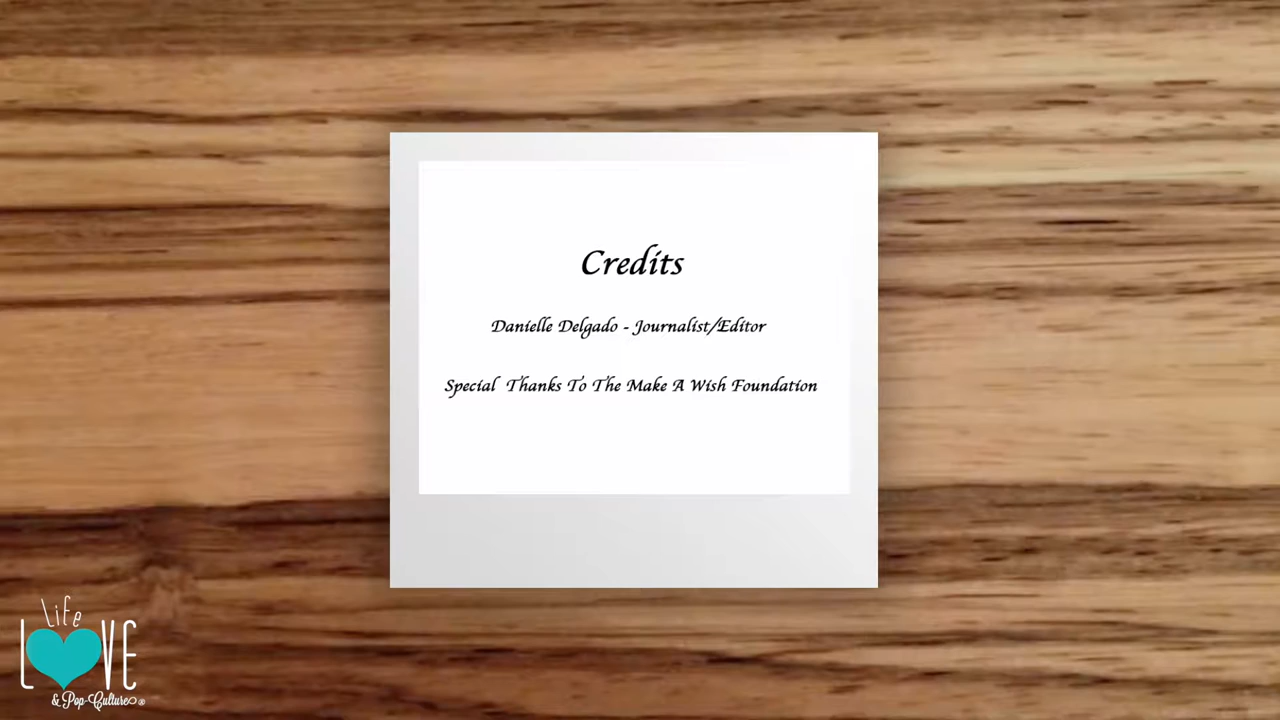 Credits
Danielle Delgado - Journalist/Editor
Special Thanks To The Make A Wish Foundation
Life
LOVE
& Pop-Culture®